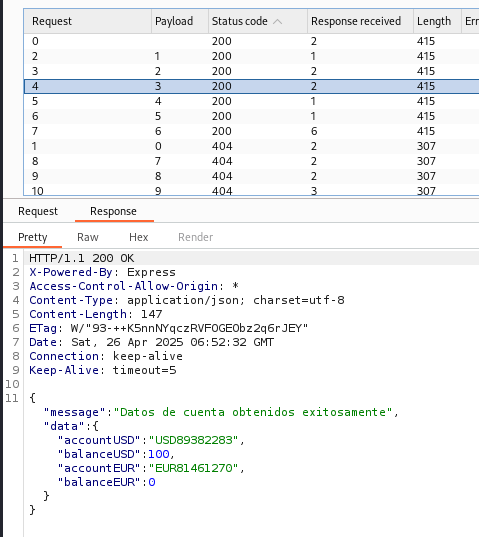 Request Payload Status code Response received Length Err
0 200 2 415
2 1 200 1 415
3 2 200 2 415
4 3 200 2 415
5 4 200 1 415
6 5 200 1 415
7 6 200 6 415
1 0 404 2 307
8 7 404 2 307
9 8 404 2 307
10 9 404 3 307
Request Response
Pretty Raw Hex Render
1 HTTP/1.1 200 OK
2 X-Powered-By: Express
3 Access-Control-Allow-Origin: *
4 Content-Type: application/json; charset=utf-8
5 Content-Length: 147
6 ETag: W/"93-++K5nnNYqczRVFOGEObz2q6rJEY"
7 Date: Sat, 26 Apr 2025 06:52:32 GMT
8 Connection: keep-alive
9 Keep-Alive: timeout=5
10
11 {
"message":"Datos de cuenta obtenidos exitosamente",
"data":{
"accountUSD":"USD89382283",
"balanceUSD":100,
"accountEUR":"EUR81461270",
"balanceEUR":0
}
}